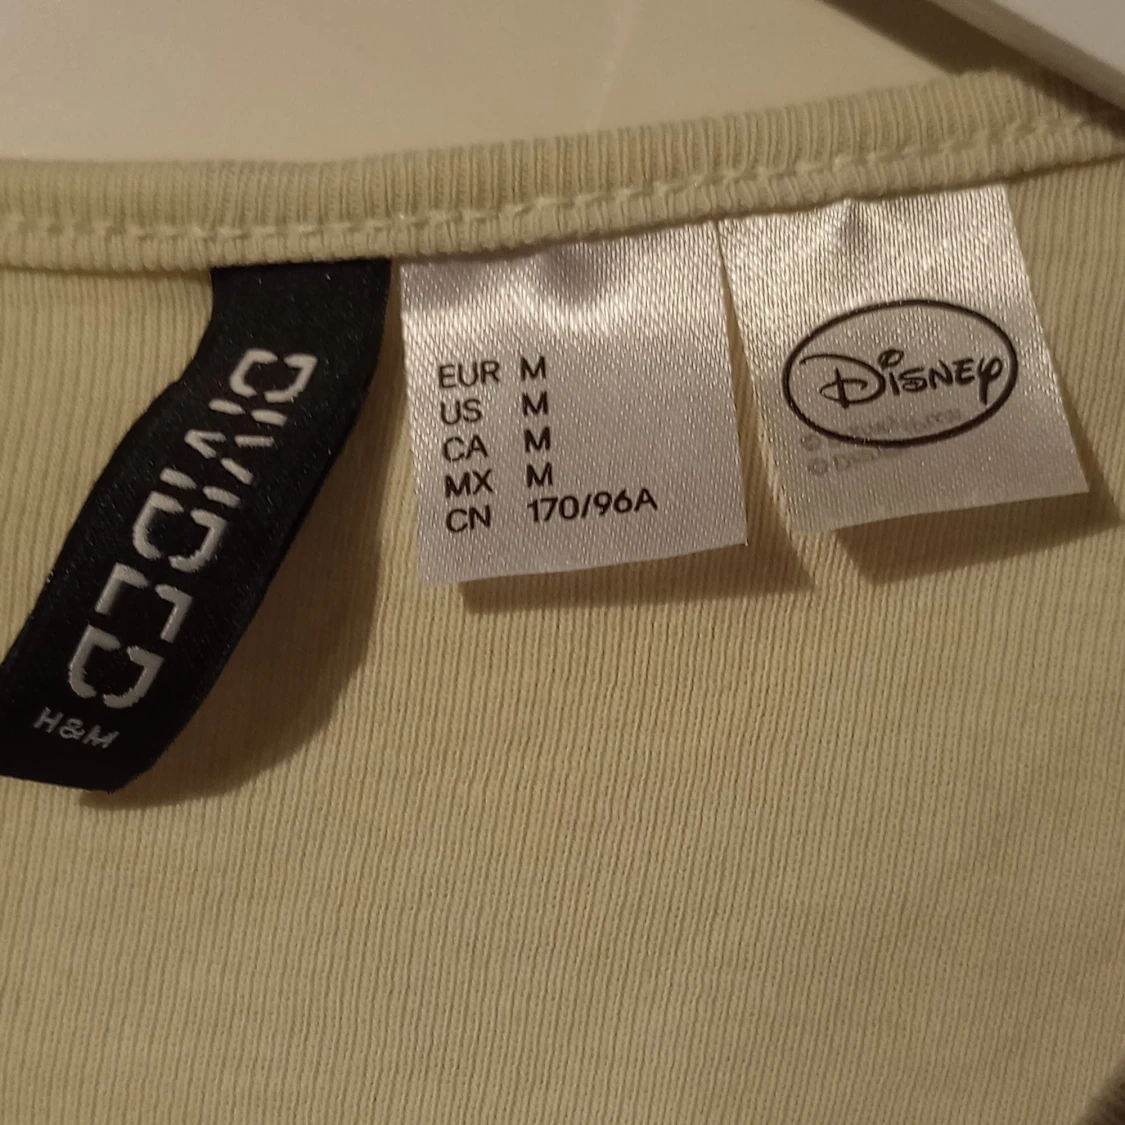 DIVIDED
H&M
EUR M
US M
CA M
MX M
CN 170/96A
Disney